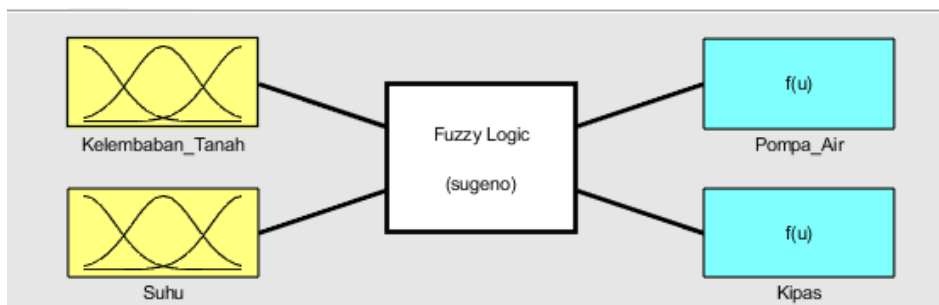 Kelembaban_Tanah
Suhu
Fuzzy Logic
(sugeno)
f(u)
Pompa_Air
f(u)
Kipas